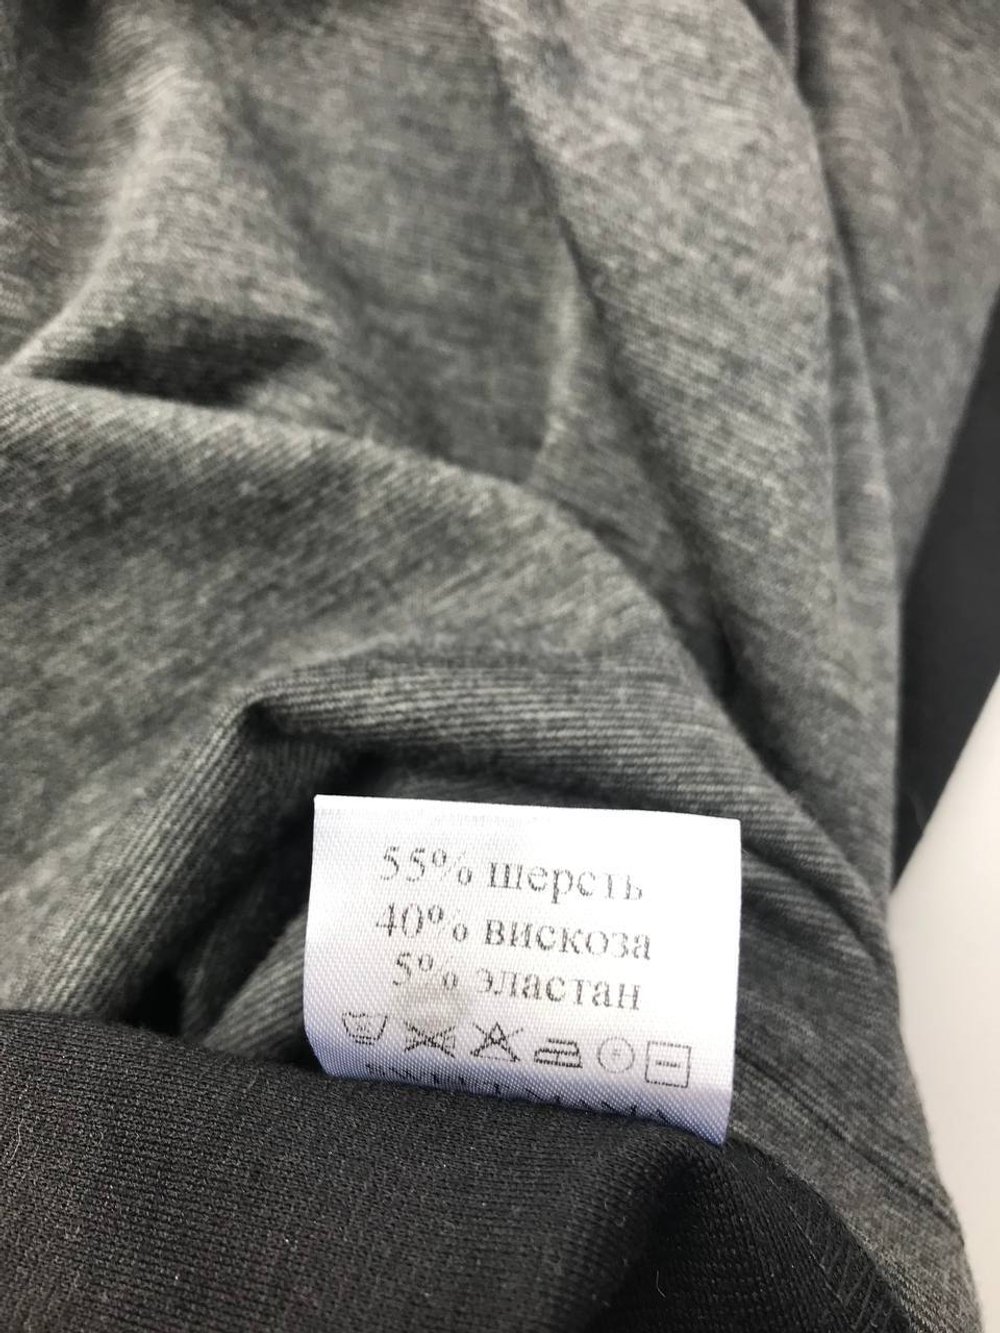 55% шерсть
40% вискоза
5% эластан